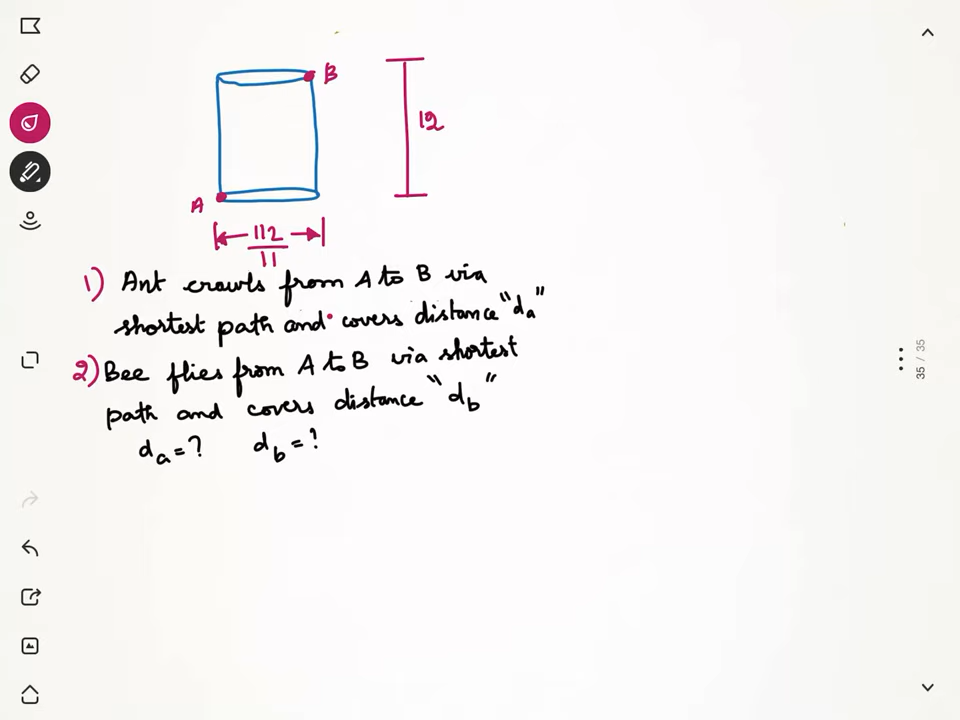 B
12
A
112
11
1) Ant crawls from A to B via
shortest path and covers distance "da"
2) Bee flies from A to B via shortest
path and covers distance "db"
da = ? db = ?
35 / 35